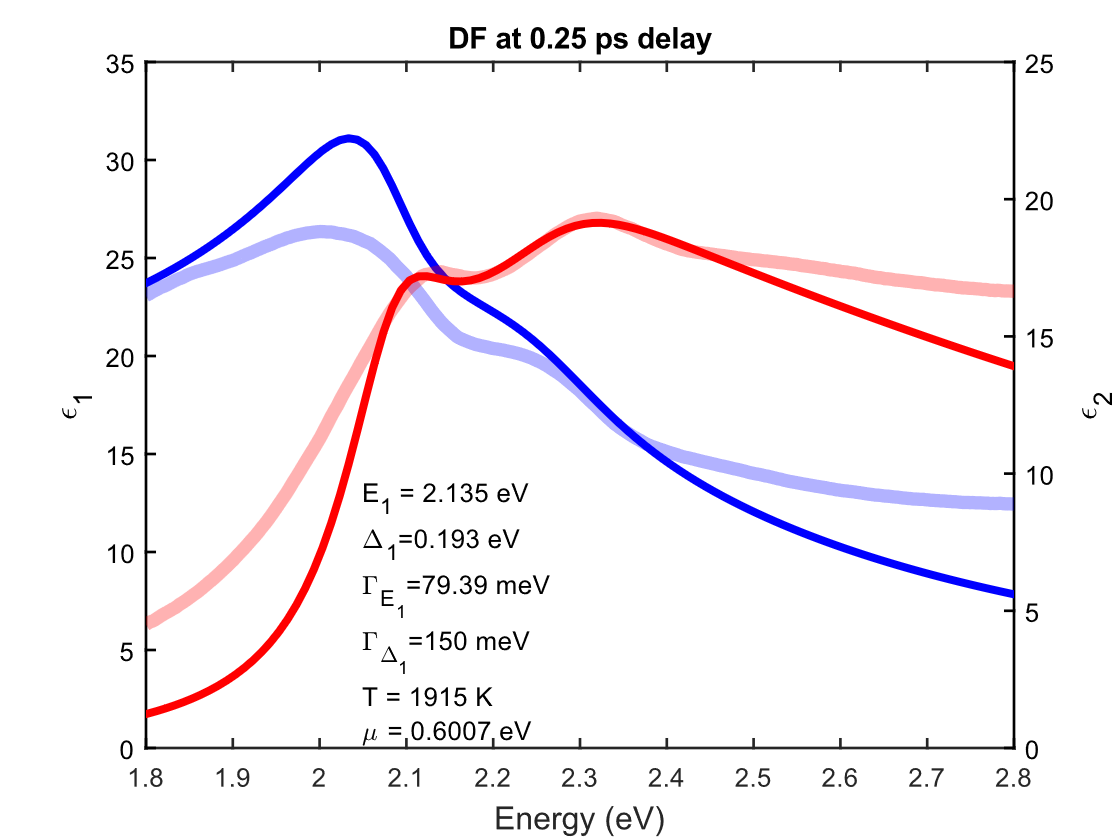 DF at 0.25 ps delay
35
30
25
20
15
10
5
0
ϵ1
25
20
15
10
5
0
ϵ2
E1 = 2.135 eV
Δ1=0.193 eV
ΓE1=79.39 meV
ΓΔ1=150 meV
T = 1915 K
μ = 0.6007 eV
1.8 1.9 2 2.1 2.2 2.3 2.4 2.5 2.6 2.7 2.8
Energy (eV)